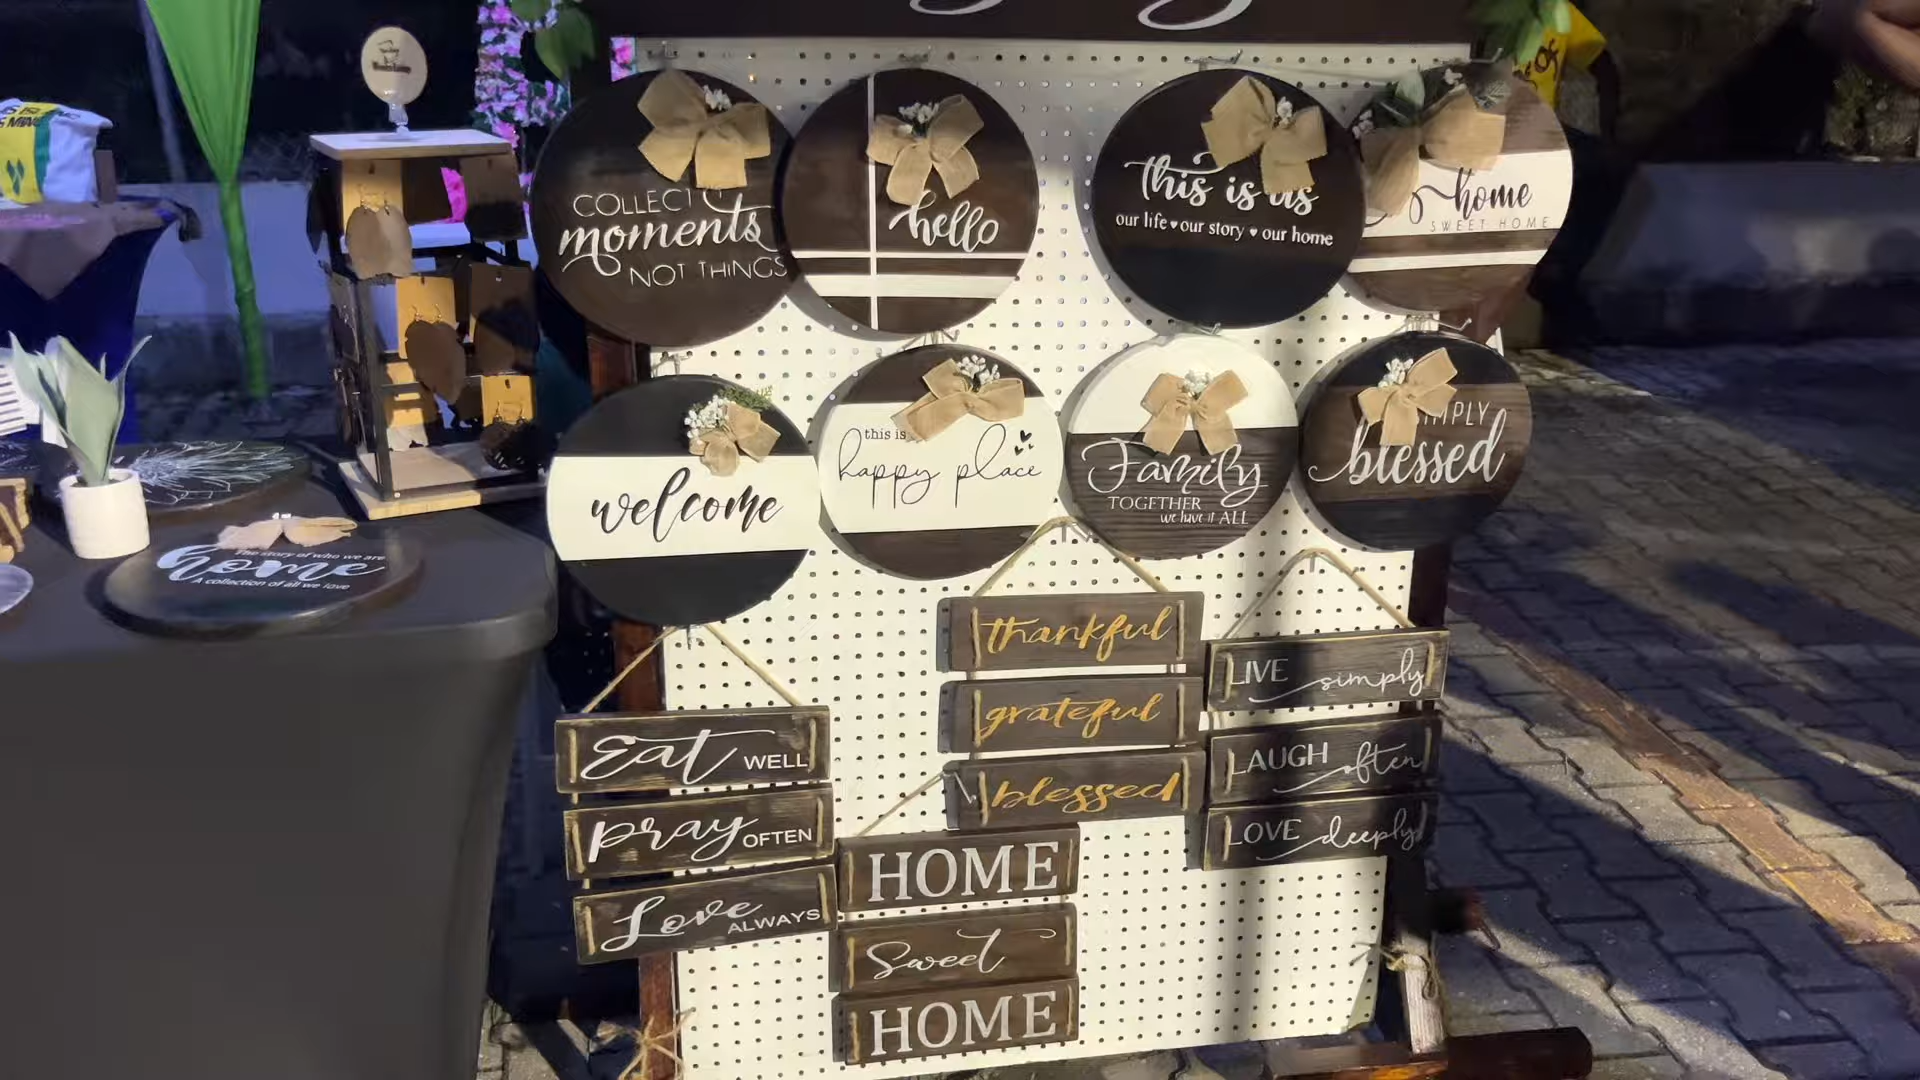 COLLECT
moments
NOT THINGS
hello
this is us
our life ♥ our story ♥ our home
home
SWEET HOME
welcome
this is
happy place
Family
TOGETHER
we have it ALL
blessed
The story of who we are
home
A collection of all we love
thankful
grateful
blessed
LIVE simply
LAUGH often
LOVE deeply
Eat WELL
pray OFTEN
Love ALWAYS
HOME
Sweet
HOME